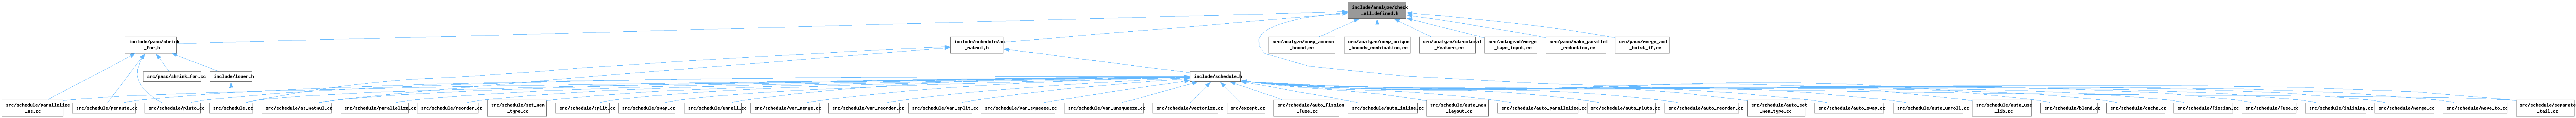 include/analyze/check
_all_defined.h
include/pass/shrink
_for.h
include/schedule/as
_matmul.h
src/analyze/comp_access
_bound.cc
src/analyze/comp_unique
_bounds_combination.cc
src/analyze/structural
_feature.cc
src/autograd/merge
_tape_input.cc
src/pass/make_parallel
_reduction.cc
src/pass/merge_and
_hoist_if.cc
src/pass/shrink_for.cc
include/lower.h
include/schedule.h
src/schedule/parallelize
_as.cc
src/schedule/permute.cc
src/schedule/pluto.cc
src/schedule.cc
src/schedule/as_matmul.cc
src/schedule/parallelize.cc
src/schedule/reorder.cc
src/schedule/set_mem
_type.cc
src/schedule/split.cc
src/schedule/swap.cc
src/schedule/unroll.cc
src/schedule/var_merge.cc
src/schedule/var_reorder.cc
src/schedule/var_split.cc
src/schedule/var_squeeze.cc
src/schedule/var_unsqueeze.cc
src/schedule/vectorize.cc
src/except.cc
src/schedule/auto_fission
_fuse.cc
src/schedule/auto_inline.cc
src/schedule/auto_mem
_layout.cc
src/schedule/auto_parallelize.cc
src/schedule/auto_pluto.cc
src/schedule/auto_reorder.cc
src/schedule/auto_set
_mem_type.cc
src/schedule/auto_swap.cc
src/schedule/auto_unroll.cc
src/schedule/auto_use
_lib.cc
src/schedule/blend.cc
src/schedule/cache.cc
src/schedule/fission.cc
src/schedule/fuse.cc
src/schedule/inlining.cc
src/schedule/merge.cc
src/schedule/move_to.cc
src/schedule/separate
_tail.cc